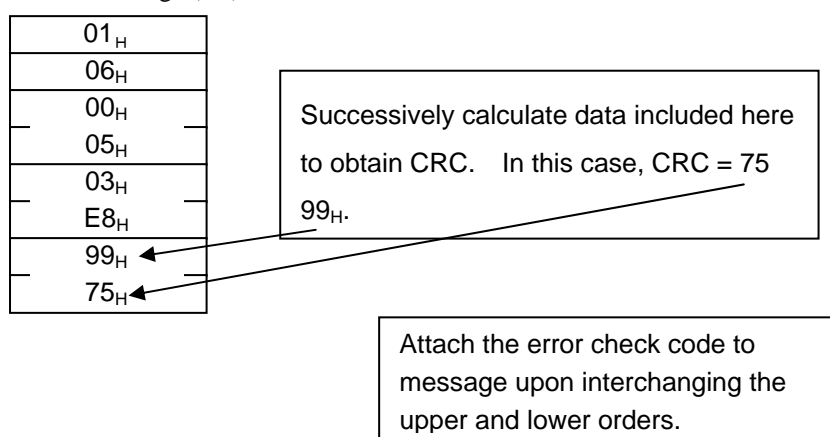 01H
06H
00H
05H
03H
E8H
99H
75H
Successively calculate data included here
to obtain CRC. In this case, CRC = 75
99H.
Attach the error check code to
message upon interchanging the
upper and lower orders.